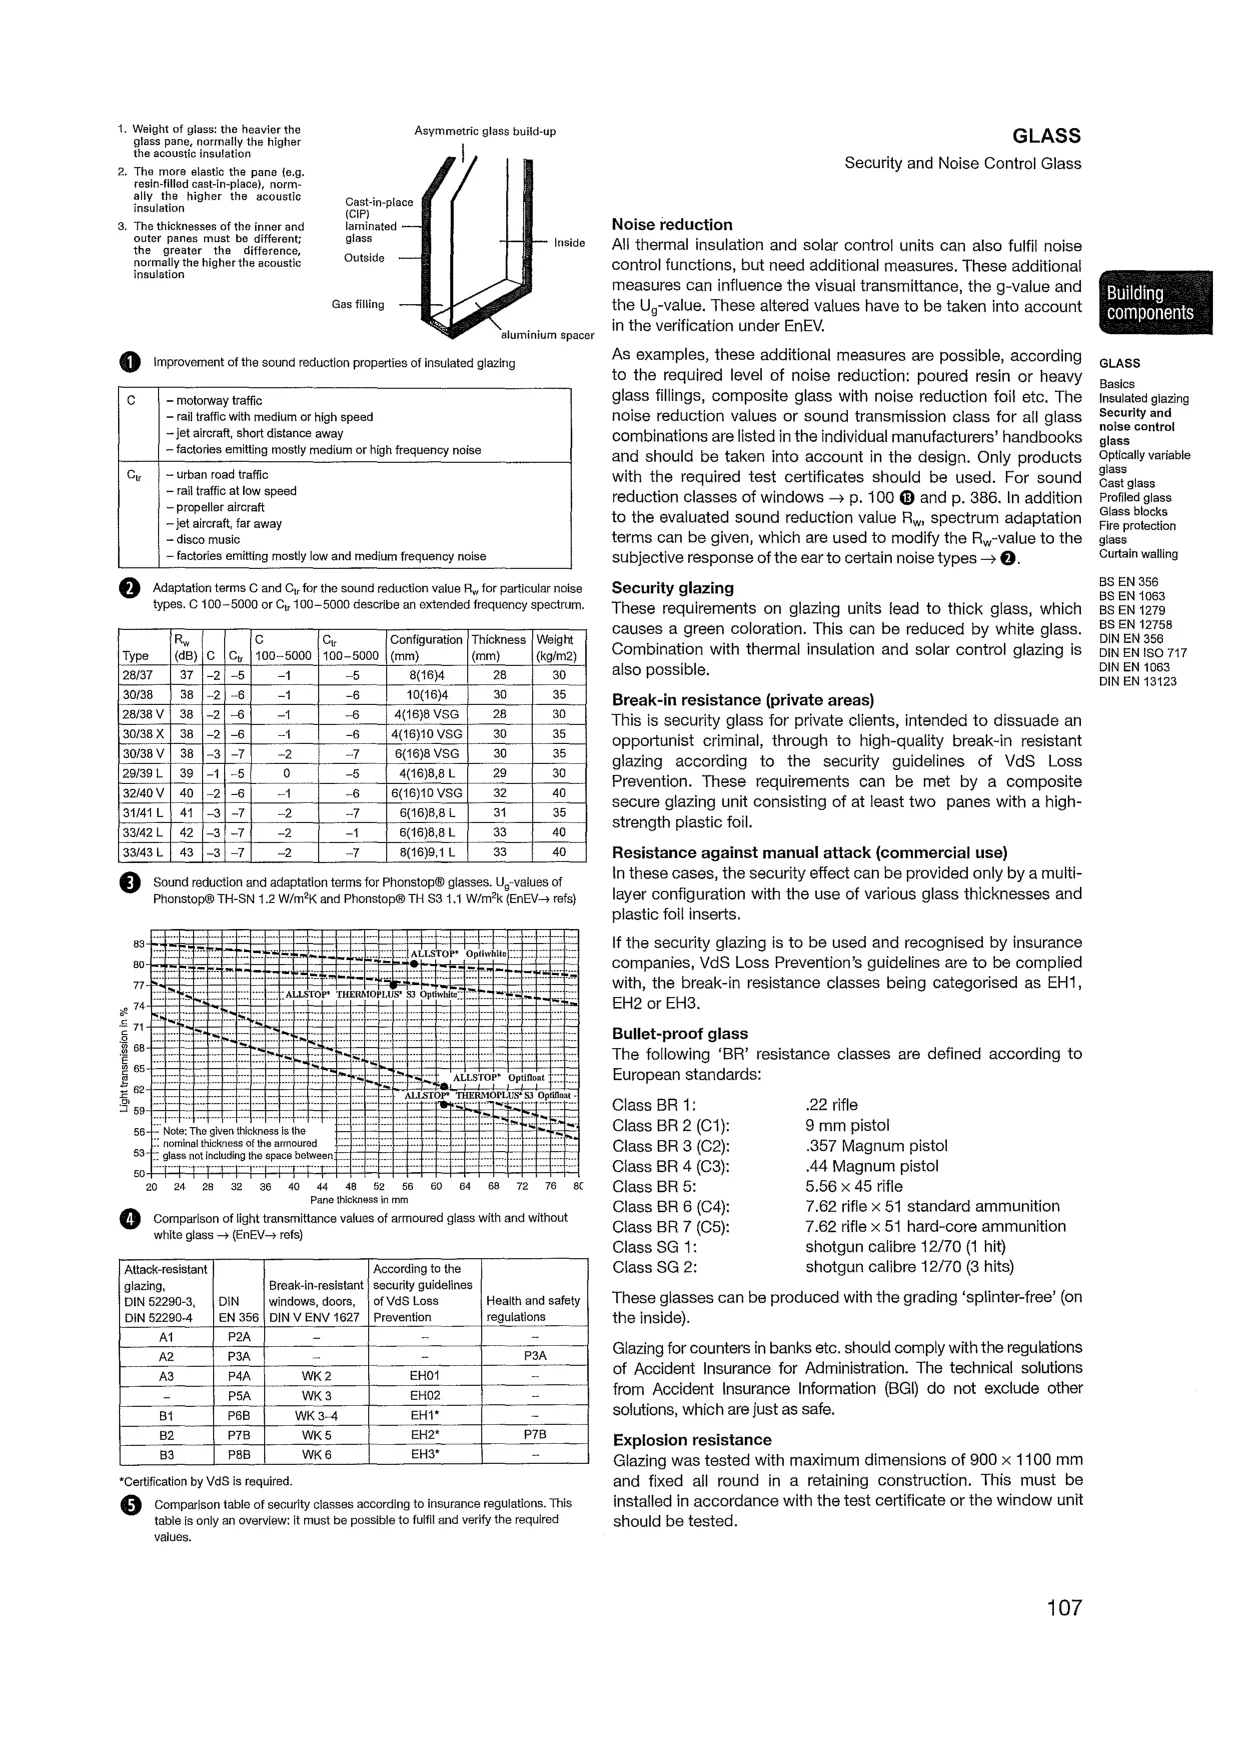 1. Weight of glass: the heavier the
glass pane, normally the higher
the acoustic insulation
2. The more elastic the pane (e.g.
resin-filled cast-in-place), norm-
ally the higher the acoustic
insulation
3. The thicknesses of the inner and
outer panes must be different;
the greater the difference,
normally the higher the acoustic
insulation
Asymmetric glass build-up
Cast-in-place
(CIP)
laminated
glass
Outside
Inside
Gas filling
aluminium spacer
1 Improvement of the sound reduction properties of insulated glazing
C – motorway traffic
– rail traffic with medium or high speed
– jet aircraft, short distance away
– factories emitting mostly medium or high frequency noise
Ctr – urban road traffic
– rail traffic at low speed
– propeller aircraft
– jet aircraft, far away
– disco music
– factories emitting mostly low and medium frequency noise
2 Adaptation terms C and Ctr for the sound reduction value Rw for particular noise
types. C 100–5000 or Ctr 100–5000 describe an extended frequency spectrum.
Rw C Ctr Configuration Thickness Weight
Type (dB) C Ctr 100–5000 100–5000 (mm) (mm) (kg/m2)
28/37 37 –2 –5 –1 –5 8(16)4 28 30
30/38 38 –2 –6 –1 –6 10(16)4 30 35
28/38 V 38 –2 –6 –1 –6 4(16)8 VSG 28 30
30/38 X 38 –2 –6 –1 –6 4(16)10 VSG 30 35
30/38 V 38 –3 –7 –2 –7 6(16)8 VSG 30 35
29/39 L 39 –1 –5 0 –5 4(16)8,8 L 29 30
32/40 V 40 –2 –6 –1 –6 6(16)10 VSG 32 40
31/41 L 41 –3 –7 –2 –7 6(16)8,8 L 31 35
33/42 L 42 –3 –7 –2 –1 6(16)8,8 L 33 40
33/43 L 43 –3 –7 –2 –7 8(16)9,1 L 33 40
3 Sound reduction and adaptation terms for Phonstop® glasses. Ug-values of
Phonstop® TH-SN 1.2 W/m²K and Phonstop® TH S3 1.1 W/m²k (EnEV→ refs)
Light transmission in %
83
80
77
74
71
68
65
62
59
56
53
50
ALLSTOP® Optiwhite
ALLSTOP® THERMOPLUS® S3 Optiwhite
ALLSTOP® Optifloat
ALLSTOP® THERMOPLUS® S3 Optifloat
Note: The given thickness is the
nominal thickness of the armoured
glass not including the space between
20 24 28 32 36 40 44 48 52 56 60 64 68 72 76 80
Pane thickness in mm
4 Comparison of light transmittance values of armoured glass with and without
white glass → (EnEV→ refs)
Attack-resistant According to the
glazing, Break-in-resistant security guidelines
DIN 52290-3, DIN windows, doors, of VdS Loss Health and safety
DIN 52290-4 EN 356 DIN V ENV 1627 Prevention regulations
A1 P2A – – –
A2 P3A – – P3A
A3 P4A WK 2 EH01 –
– P5A WK 3 EH02 –
B1 P6B WK 3–4 EH1* –
B2 P7B WK 5 EH2* P7B
B3 P8B WK 6 EH3* –
*Certification by VdS is required.
5 Comparison table of security classes according to insurance regulations. This
table is only an overview: it must be possible to fulfil and verify the required
values.
GLASS
Security and Noise Control Glass
Noise reduction
All thermal insulation and solar control units can also fulfil noise
control functions, but need additional measures. These additional
measures can influence the visual transmittance, the g-value and
the Ug-value. These altered values have to be taken into account
in the verification under EnEV.
As examples, these additional measures are possible, according
to the required level of noise reduction: poured resin or heavy
glass fillings, composite glass with noise reduction foil etc. The
noise reduction values or sound transmission class for all glass
combinations are listed in the individual manufacturers' handbooks
and should be taken into account in the design. Only products
with the required test certificates should be used. For sound
reduction classes of windows → p. 100 ⓭ and p. 386. In addition
to the evaluated sound reduction value Rw, spectrum adaptation
terms can be given, which are used to modify the Rw-value to the
subjective response of the ear to certain noise types → ❷.
Security glazing
These requirements on glazing units lead to thick glass, which
causes a green coloration. This can be reduced by white glass.
Combination with thermal insulation and solar control glazing is
also possible.
Break-in resistance (private areas)
This is security glass for private clients, intended to dissuade an
opportunist criminal, through to high-quality break-in resistant
glazing according to the security guidelines of VdS Loss
Prevention. These requirements can be met by a composite
secure glazing unit consisting of at least two panes with a high-
strength plastic foil.
Resistance against manual attack (commercial use)
In these cases, the security effect can be provided only by a multi-
layer configuration with the use of various glass thicknesses and
plastic foil inserts.
If the security glazing is to be used and recognised by insurance
companies, VdS Loss Prevention's guidelines are to be complied
with, the break-in resistance classes being categorised as EH1,
EH2 or EH3.
Bullet-proof glass
The following 'BR' resistance classes are defined according to
European standards:
Class BR 1: .22 rifle
Class BR 2 (C1): 9 mm pistol
Class BR 3 (C2): .357 Magnum pistol
Class BR 4 (C3): .44 Magnum pistol
Class BR 5: 5.56 × 45 rifle
Class BR 6 (C4): 7.62 rifle × 51 standard ammunition
Class BR 7 (C5): 7.62 rifle × 51 hard-core ammunition
Class SG 1: shotgun calibre 12/70 (1 hit)
Class SG 2: shotgun calibre 12/70 (3 hits)
These glasses can be produced with the grading 'splinter-free' (on
the inside).
Glazing for counters in banks etc. should comply with the regulations
of Accident Insurance for Administration. The technical solutions
from Accident Insurance Information (BGI) do not exclude other
solutions, which are just as safe.
Explosion resistance
Glazing was tested with maximum dimensions of 900 × 1100 mm
and fixed all round in a retaining construction. This must be
installed in accordance with the test certificate or the window unit
should be tested.
Building
components
GLASS
Basics
Insulated glazing
Security and
noise control
glass
Optically variable
glass
Cast glass
Profiled glass
Glass blocks
Fire protection
glass
Curtain walling
BS EN 356
BS EN 1063
BS EN 1279
BS EN 12758
DIN EN 356
DIN EN ISO 717
DIN EN 1063
DIN EN 13123
107